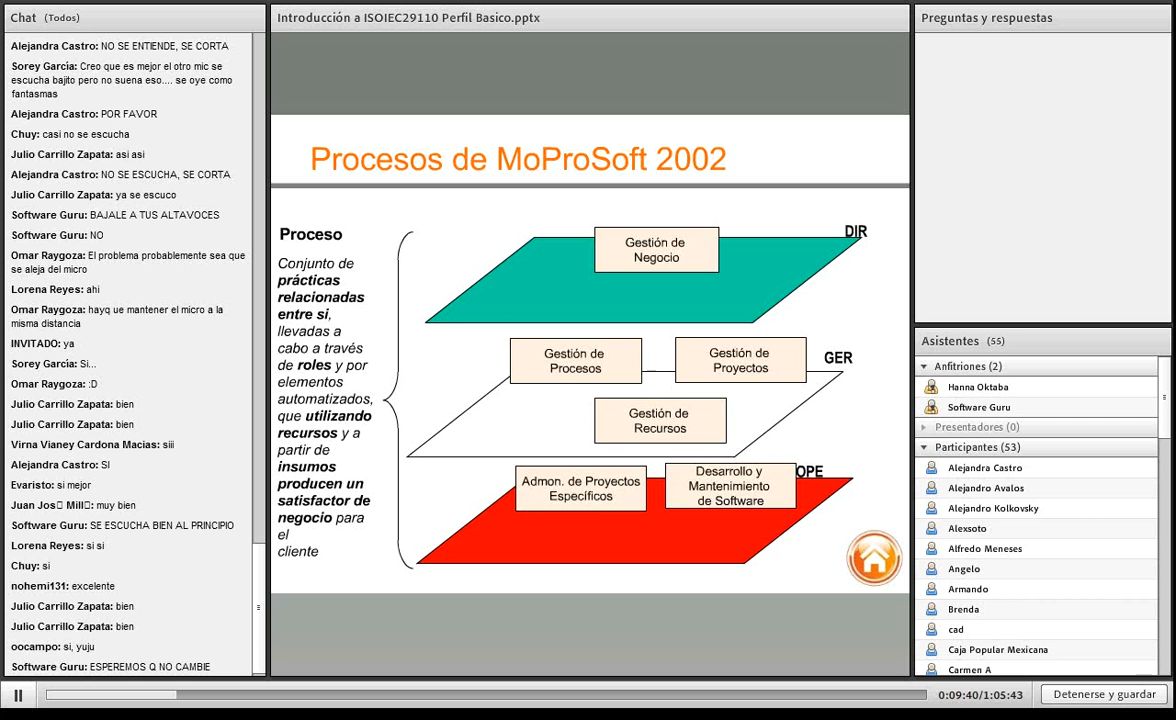 Chat (Todos)
Alejandra Castro: NO SE ENTIENDE, SE CORTA
Sorey García: Creo que es mejor el otro mic se
escucha bajito pero no suena eso.... se oye como
fantasmas
Alejandra Castro: POR FAVOR
Chuy: casi no se escucha
Julio Carrillo Zapata: asi asi
Alejandra Castro: NO SE ESCUCHA, SE CORTA
Julio Carrillo Zapata: ya se escuco
Software Guru: BAJALE A TUS ALTAVOCES
Software Guru: NO
Omar Raygoza: El problema probablemente sea que
se aleja del micro
Lorena Reyes: ahi
Omar Raygoza: hayq ue mantener el micro a la
misma distancia
INVITADO: ya
Sorey García: Si...
Omar Raygoza: :D
Julio Carrillo Zapata: bien
Julio Carrillo Zapata: bien
Virna Vianey Cardona Macias: siii
Alejandra Castro: SI
Evaristo: si mejor
Juan Jos Mill: muy bien
Software Guru: SE ESCUCHA BIEN AL PRINCIPIO
Lorena Reyes: si si
Chuy: si
nohemi131: excelente
Julio Carrillo Zapata: bien
Julio Carrillo Zapata: bien
oocampo: si, yuju
Software Guru: ESPEREMOS Q NO CAMBIE
Introducción a ISOIEC29110 Perfil Basico.pptx
Procesos de MoProSoft 2002
Proceso
Conjunto de
prácticas
relacionadas
entre si,
llevadas a
cabo a través
de roles y por
elementos
automatizados,
que utilizando
recursos y a
partir de
insumos
producen un
satisfactor de
negocio para
el
cliente
DIR
Gestión de
Negocio
GER
Gestión de
Procesos
Gestión de
Proyectos
Gestión de
Recursos
OPE
Admon. de Proyectos
Específicos
Desarrollo y
Mantenimiento
de Software
Preguntas y respuestas
Asistentes (55)
Anfitriones (2)
Hanna Oktaba
Software Guru
Presentadores (0)
Participantes (53)
Alejandra Castro
Alejandro Avalos
Alejandro Kolkovsky
Alexsoto
Alfredo Meneses
Angelo
Armando
Brenda
cad
Caja Popular Mexicana
Carmen A
0:09:40/1:05:43
Detenerse y guardar